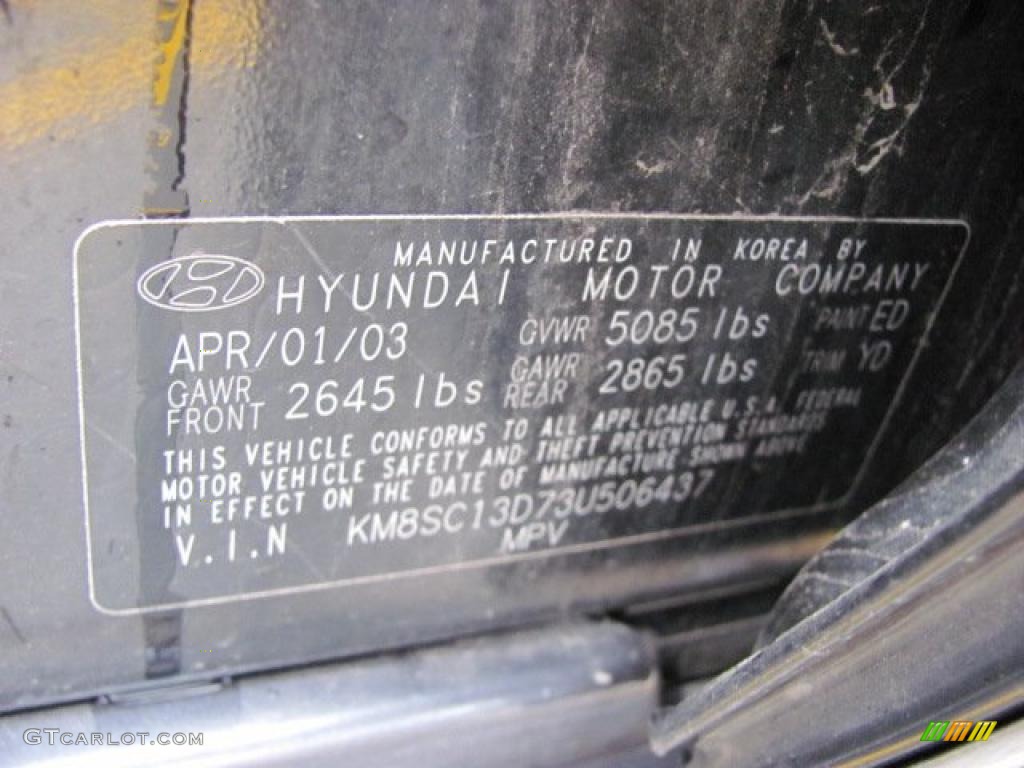 MANUFACTURED IN KOREA BY
HYUNDAI MOTOR COMPANY
APR/01/03 GVWR 5085 lbs PAINT ED
GAWR FRONT 2645 lbs GAWR REAR 2865 lbs TRIM YD
THIS VEHICLE CONFORMS TO ALL APPLICABLE U.S.A. FEDERAL
MOTOR VEHICLE SAFETY AND THEFT PREVENTION STANDARDS
IN EFFECT ON THE DATE OF MANUFACTURE SHOWN ABOVE
V.I.N KM8SC13D73U506437
MPV
GTCARLOT.COM